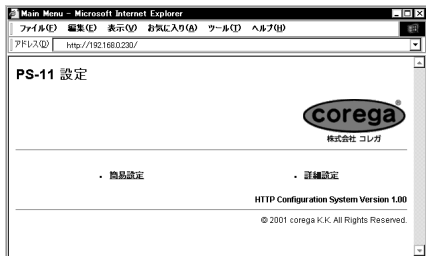 Main Menu - Microsoft Internet Explorer
ファイル(F) 編集(E) 表示(V) お気に入り(A) ツール(T) ヘルプ(H)
アドレス(D) http://192.168.0.230/
PS-11 設定
corega
株式会社 コレガ
・ 簡易設定 ・ 詳細設定
HTTP Configuration System Version 1.00
© 2001 corega K.K. All Rights Reserved.